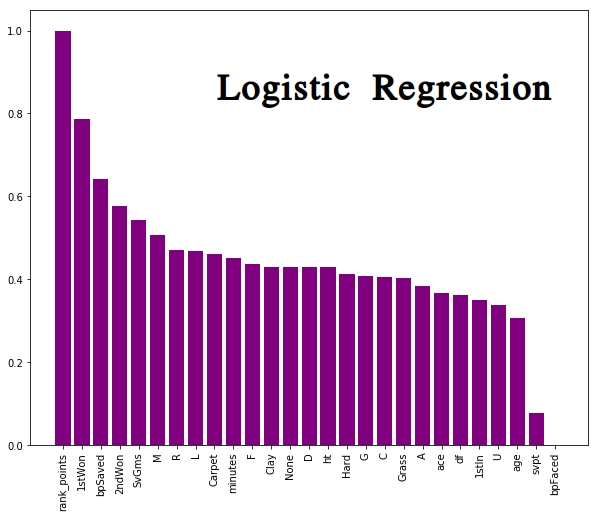 Logistic Regression
1.0
0.8
0.6
0.4
0.2
0.0
rank_points
1stWon
bpSaved
2ndWon
SvGms
M
R
L
Carpet
minutes
F
Clay
None
D
ht
Hard
G
C
Grass
A
ace
df
1stIn
U
age
svpt
bpFaced